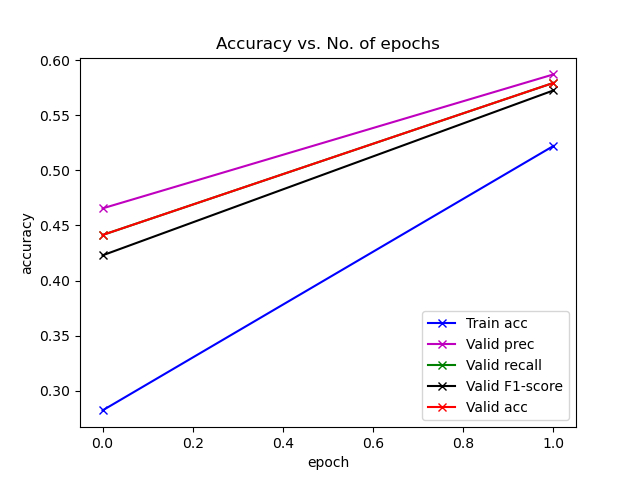 Accuracy vs. No. of epochs
0.60
0.55
0.50
0.45
0.40
0.35
0.30
accuracy
Train acc
Valid prec
Valid recall
Valid F1-score
Valid acc
0.0 0.2 0.4 0.6 0.8 1.0
epoch